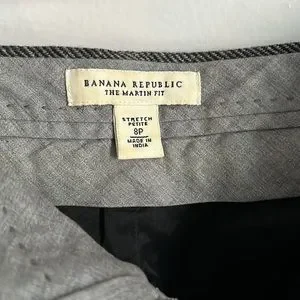 BANANA REPUBLIC
THE MARTIN FIT
STRETCH
PETITE
8P
MADE IN
INDIA